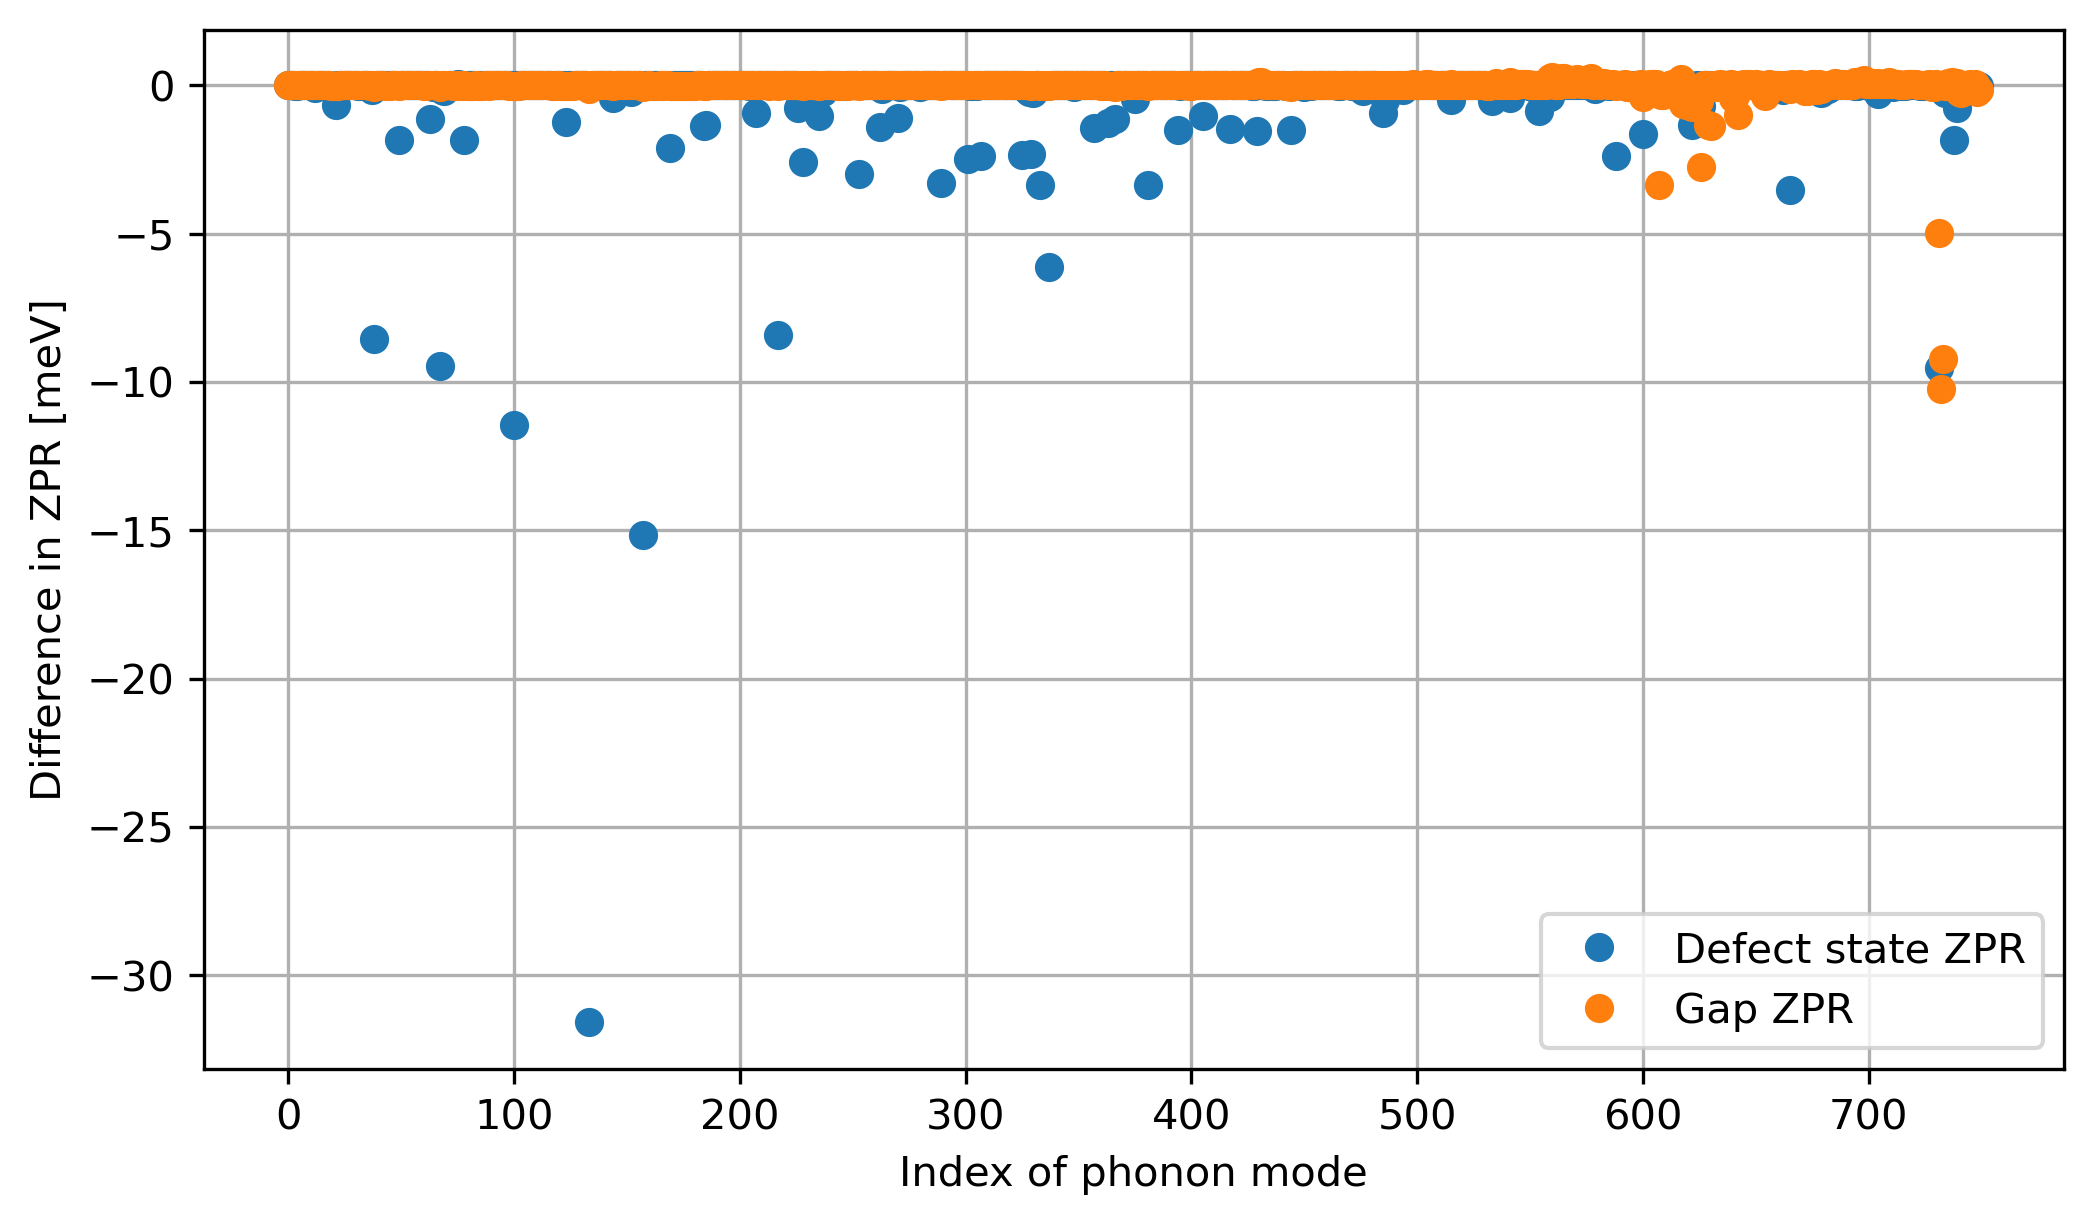 Difference in ZPR [meV]
0
−5
−10
−15
−20
−25
−30
0 100 200 300 400 500 600 700
Index of phonon mode
Defect state ZPR
Gap ZPR